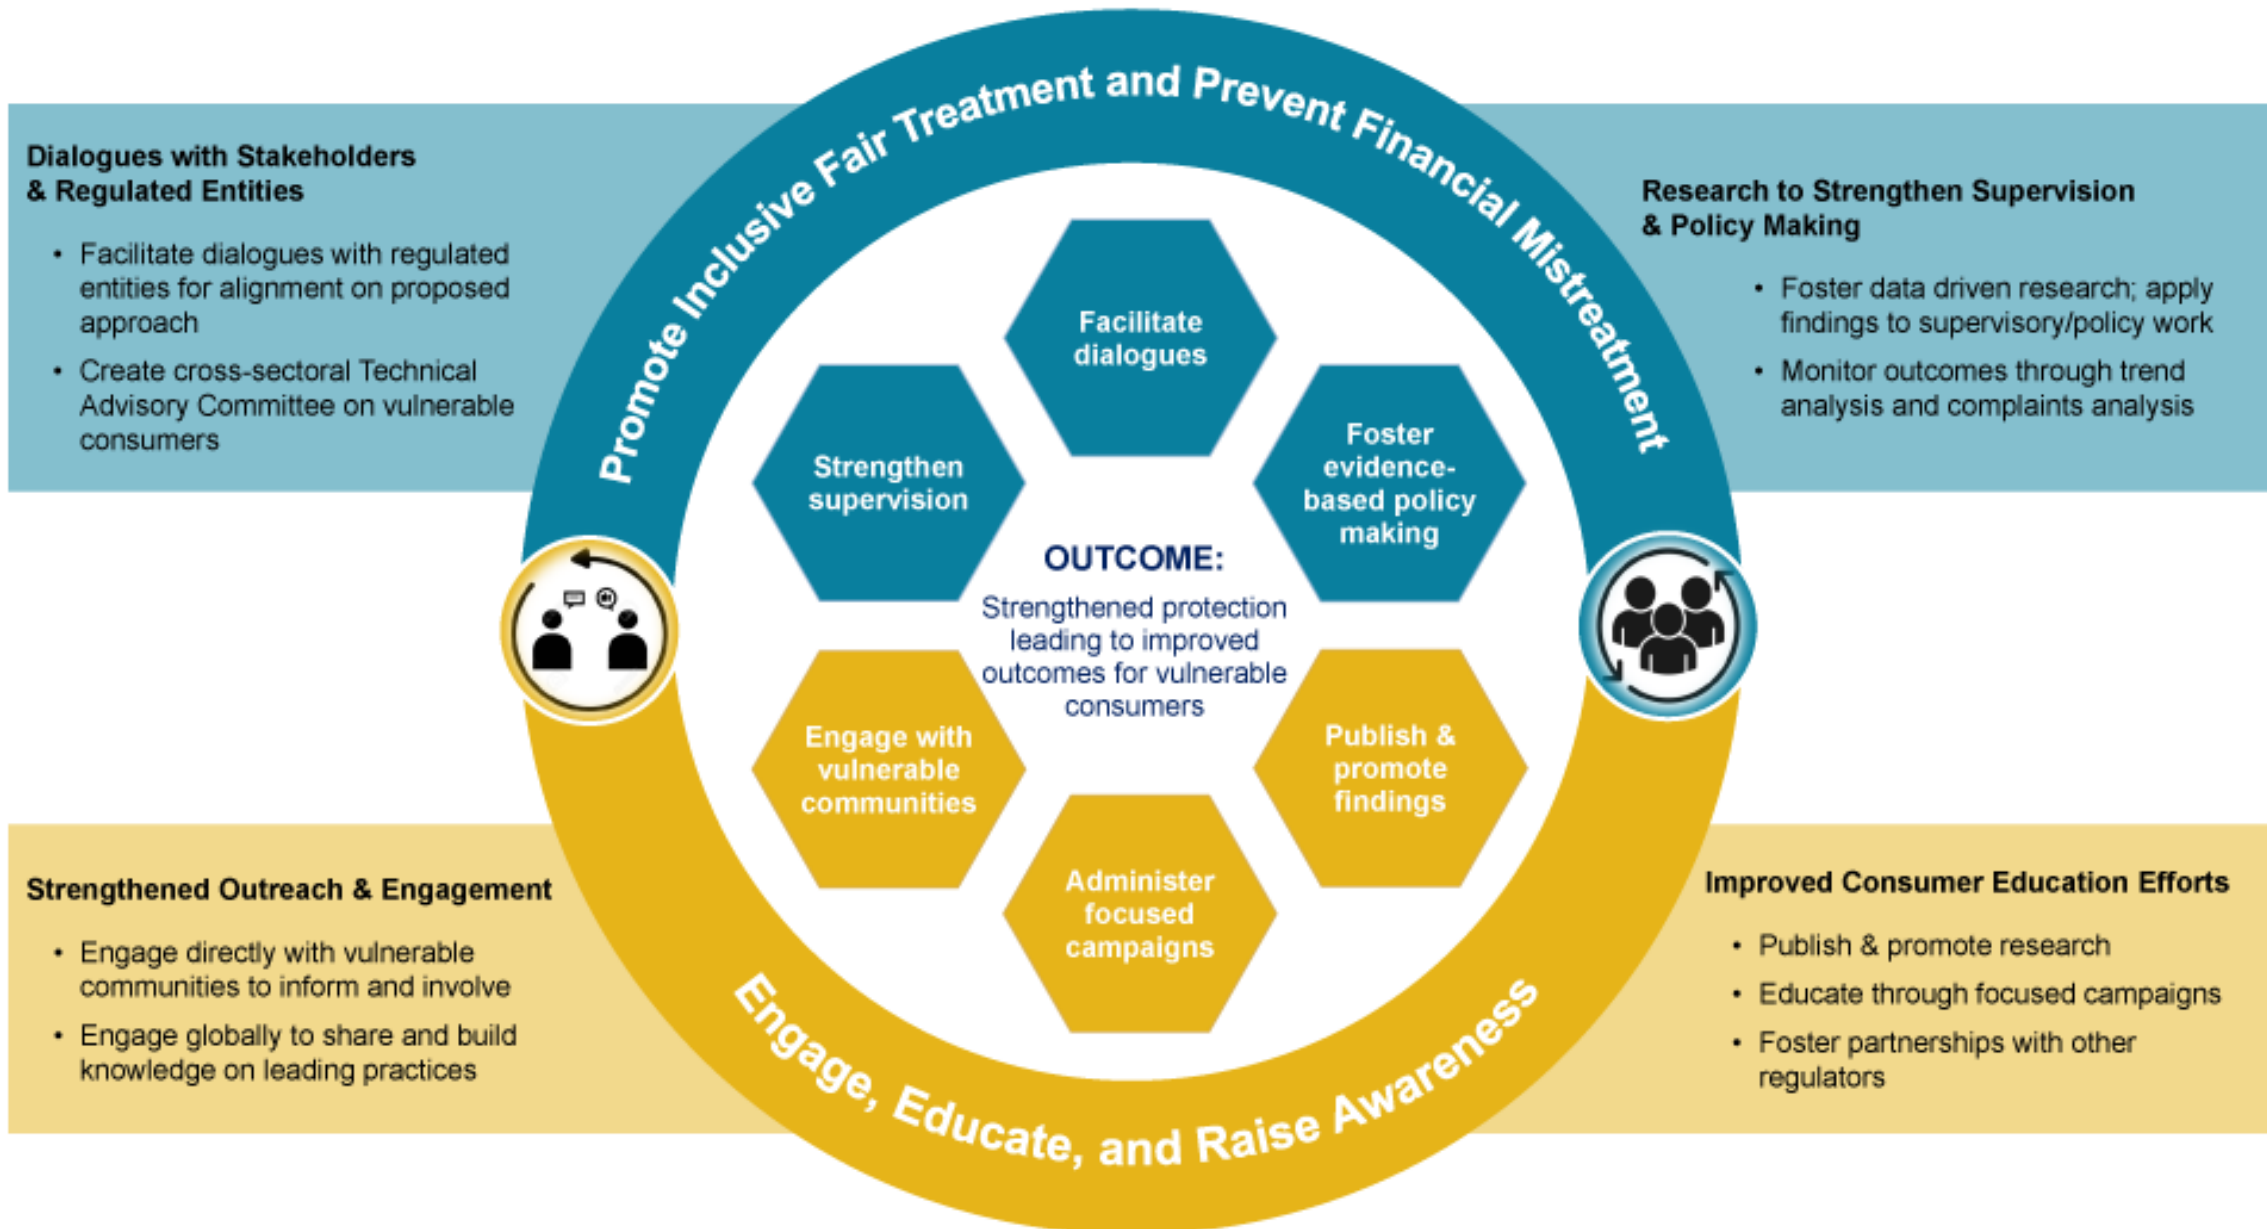 Promote Inclusive Fair Treatment and Prevent Financial Mistreatment
Dialogues with Stakeholders
& Regulated Entities
• Facilitate dialogues with regulated
entities for alignment on proposed
approach
• Create cross-sectoral Technical
Advisory Committee on vulnerable
consumers
Research to Strengthen Supervision
& Policy Making
• Foster data driven research; apply
findings to supervisory/policy work
• Monitor outcomes through trend
analysis and complaints analysis
Facilitate
dialogues
Strengthen
supervision
Foster
evidence-
based policy
making
OUTCOME:
Strengthened protection
leading to improved
outcomes for vulnerable
consumers
Engage with
vulnerable
communities
Publish &
promote
findings
Administer
focused
campaigns
Strengthened Outreach & Engagement
• Engage directly with vulnerable
communities to inform and involve
• Engage globally to share and build
knowledge on leading practices
Improved Consumer Education Efforts
• Publish & promote research
• Educate through focused campaigns
• Foster partnerships with other
regulators
Engage, Educate, and Raise Awareness